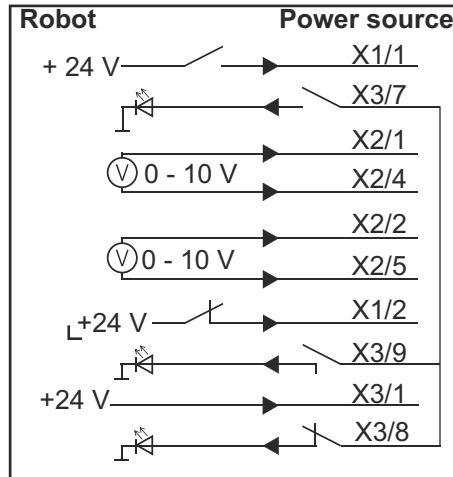 Robot Power source
+ 24 V X1/1
X3/7
X2/1
V 0 - 10 V
X2/4
X2/2
V 0 - 10 V
X2/5
+24 V X1/2
X3/9
+24 V X3/1
X3/8